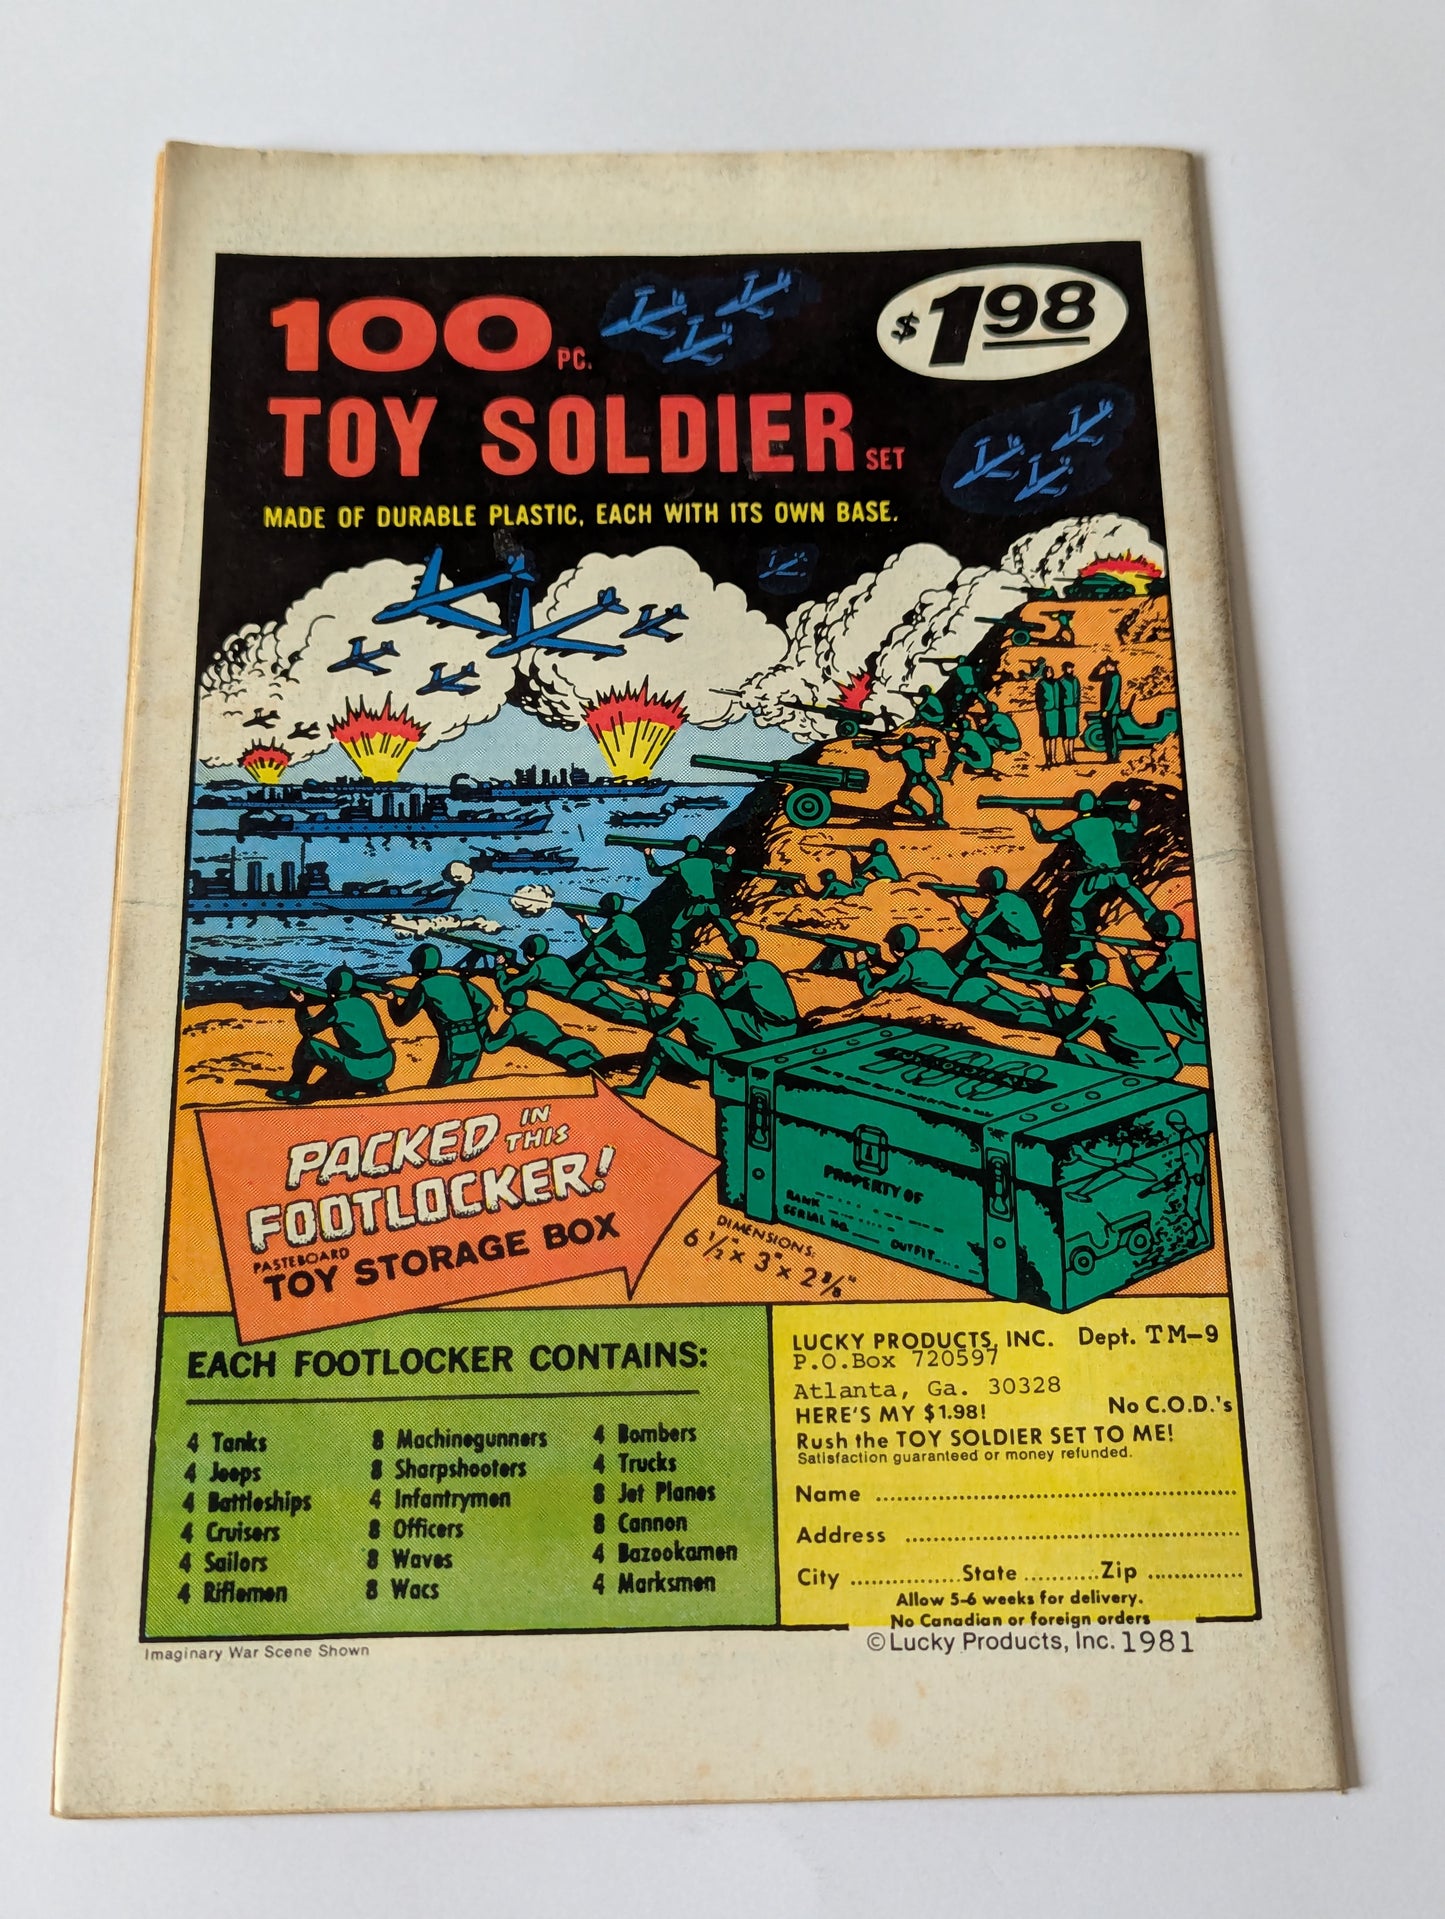 100 PC.
$1.98
TOY SOLDIER SET
MADE OF DURABLE PLASTIC, EACH WITH ITS OWN BASE.
PACKED IN THIS
FOOTLOCKER!
PASTEBOARD
TOY STORAGE BOX
DIMENSIONS:
6 1/2" x 3" x 2 3/8"
PROPERTY OF
RANK
SERIAL NO.
OUTFIT
EACH FOOTLOCKER CONTAINS:
4 Tanks
4 Jeeps
4 Battleships
4 Cruisers
4 Sailors
4 Riflemen
8 Machinegunners
8 Sharpshooters
4 Infantrymen
8 Officers
8 Waves
8 Wacs
4 Bombers
4 Trucks
8 Jet Planes
8 Cannon
4 Bazookamen
4 Marksmen
LUCKY PRODUCTS, INC. Dept. TM-9
P.O.Box 720597
Atlanta, Ga. 30328
HERE'S MY $1.98! No C.O.D.'s
Rush the TOY SOLDIER SET TO ME!
Satisfaction guaranteed or money refunded.
Name
Address
City State Zip
Allow 5-6 weeks for delivery.
No Canadian or foreign orders
Imaginary War Scene Shown
©Lucky Products, Inc. 1981